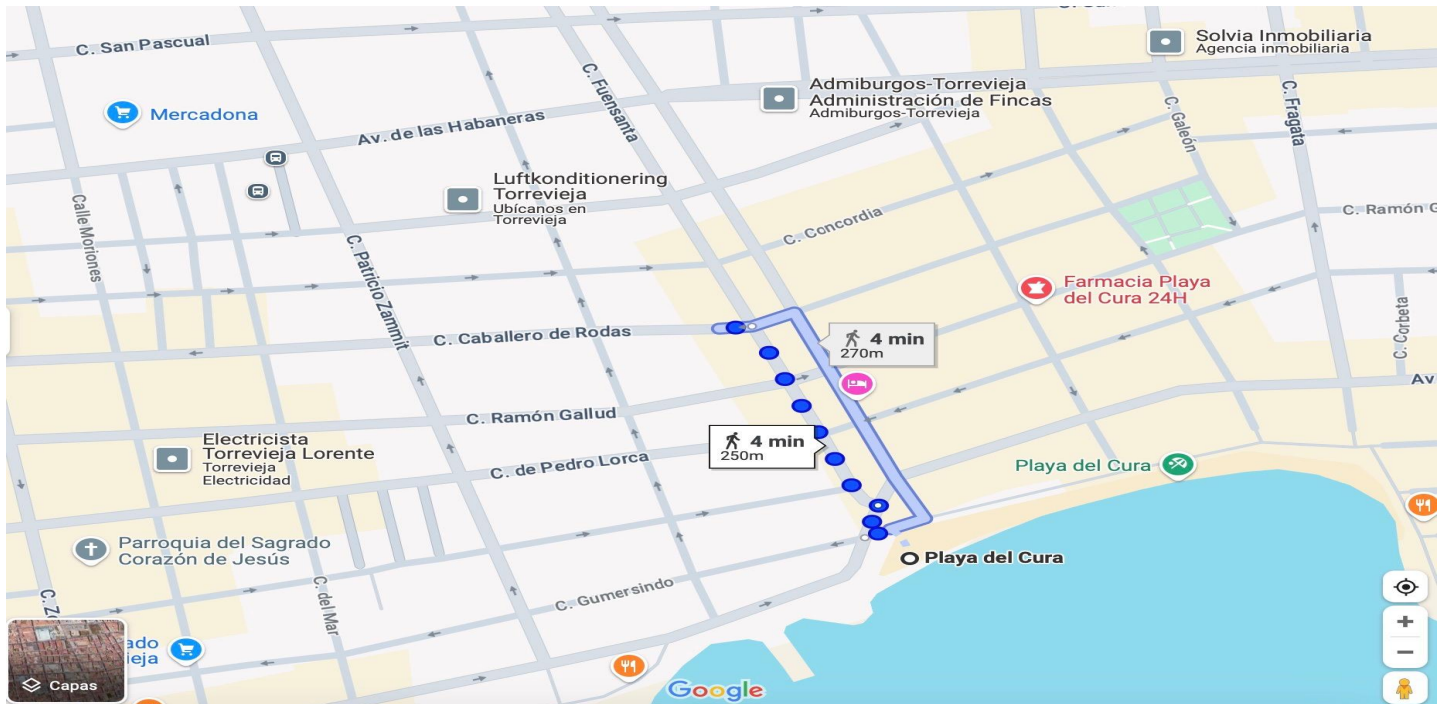 C. San Pascual
Mercadona
C. Fuensanta
Av. de las Habaneras
Admiburgos-Torrevieja
Administración de Fincas
Admiburgos-Torrevieja
Solvia Inmobiliaria
Agencia inmobiliaria
C. Galeón
C. Fragata
Luftkonditionering
Torrevieja
Ubícanos en
Torrevieja
Calle Moriones
C. Patricio Zammit
C. Concordia
C. Ramón G
Farmacia Playa
del Cura 24H
C. Corbeta
C. Caballero de Rodas
4 min
270m
Av
C. Ramón Gallud
4 min
250m
Electricista
Torrevieja Lorente
Torrevieja
Electricidad
C. de Pedro Lorca
Playa del Cura
Parroquia del Sagrado
Corazón de Jesús
Playa del Cura
C. del Mar
C. Gumersindo
ado
ieja
Capas
Google